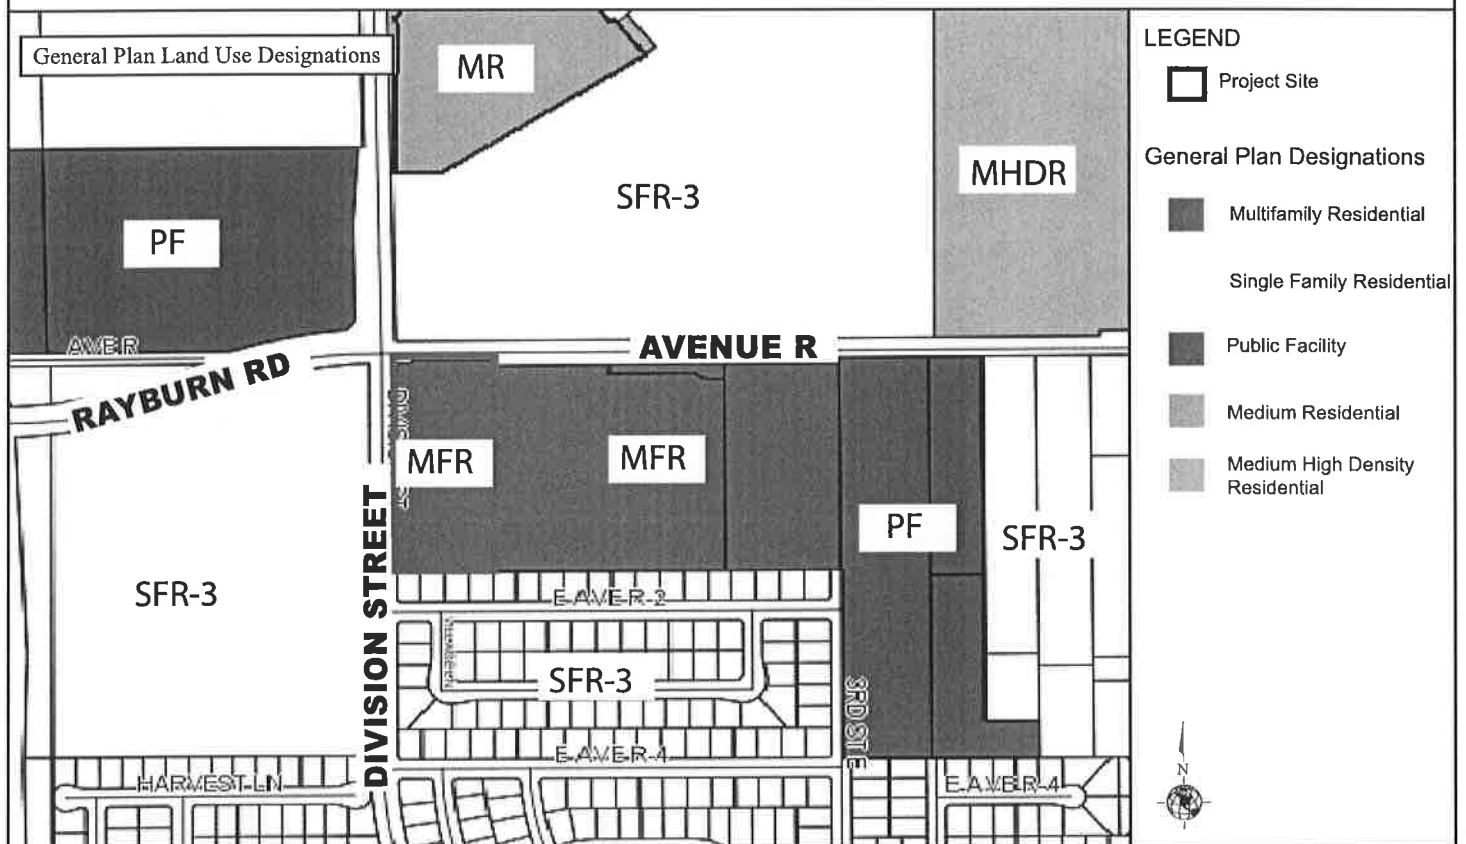 General Plan Land Use Designations
MR
SFR-3
MHDR
PF
AVE R
RAYBURN RD
AVENUE R
MFR
MFR
DIVISION STREET
PF
SFR-3
SFR-3
E AVE R-2
SFR-3
3RD ST E
E AVE R-4
HARVEST LN
E AVE R-4
LEGEND
Project Site
General Plan Designations
Multifamily Residential
Single Family Residential
Public Facility
Medium Residential
Medium High Density
Residential
N